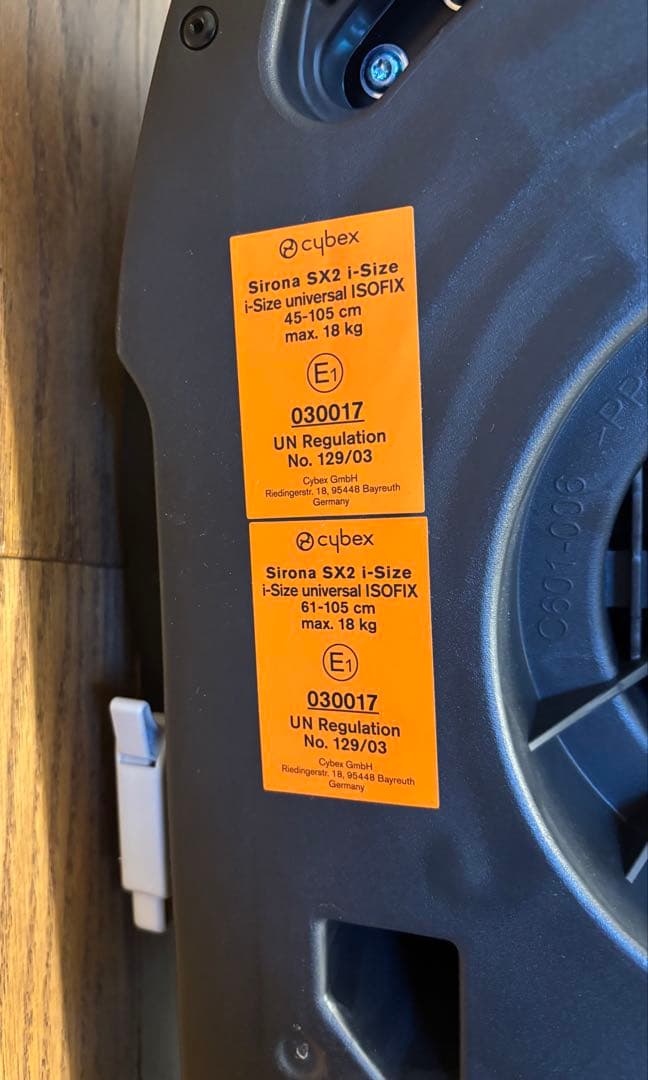 cybex
Sirona SX2 i-Size
i-Size universal ISOFIX
45-105 cm
max. 18 kg
E1
030017
UN Regulation
No. 129/03
Cybex GmbH
Riedingerstr. 18, 95448 Bayreuth
Germany
cybex
Sirona SX2 i-Size
i-Size universal ISOFIX
61-105 cm
max. 18 kg
E1
030017
UN Regulation
No. 129/03
Cybex GmbH
Riedingerstr. 18, 95448 Bayreuth
Germany
C601-006